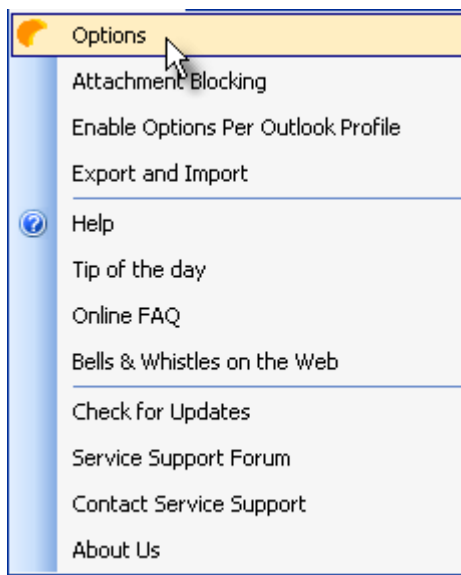 Options
Attachment Blocking
Enable Options Per Outlook Profile
Export and Import
Help
Tip of the day
Online FAQ
Bells & Whistles on the Web
Check for Updates
Service Support Forum
Contact Service Support
About Us